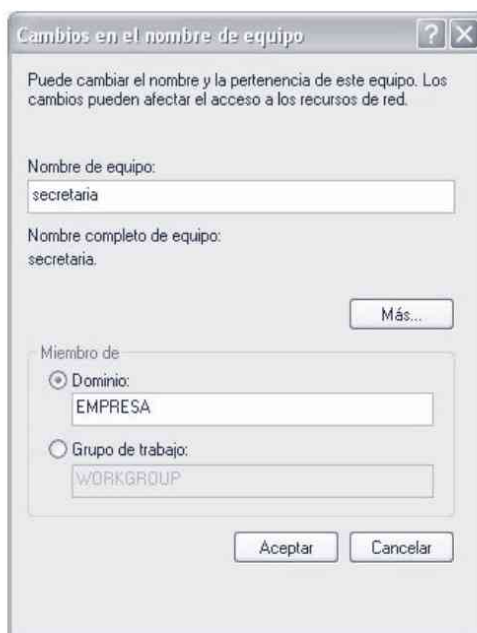 Cambios en el nombre de equipo
Puede cambiar el nombre y la pertenencia de este equipo. Los
cambios pueden afectar el acceso a los recursos de red.
Nombre de equipo:
secretaria
Nombre completo de equipo:
secretaria.
Más...
Miembro de
Dominio:
EMPRESA
Grupo de trabajo:
WORKGROUP
Aceptar Cancelar